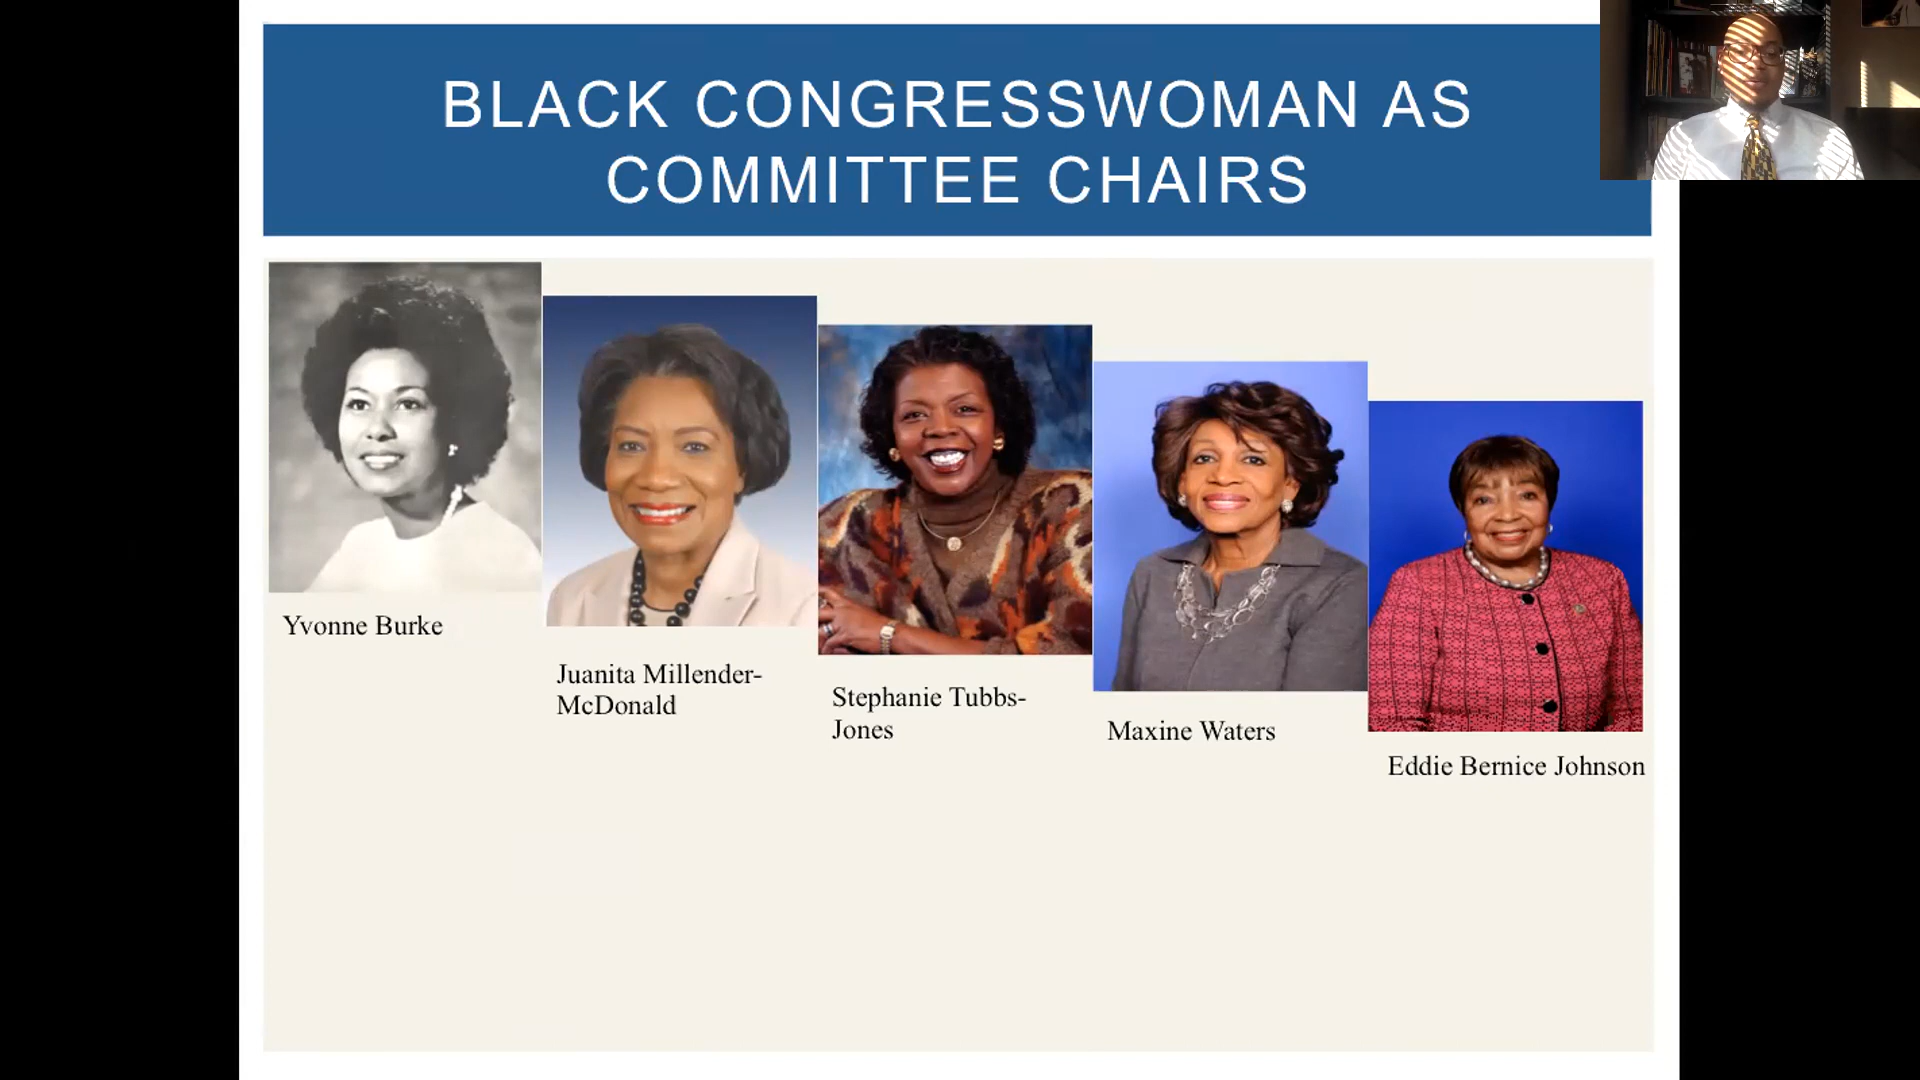 BLACK CONGRESSWOMAN AS
COMMITTEE CHAIRS
Yvonne Burke
Juanita Millender-
McDonald
Stephanie Tubbs-
Jones
Maxine Waters
Eddie Bernice Johnson